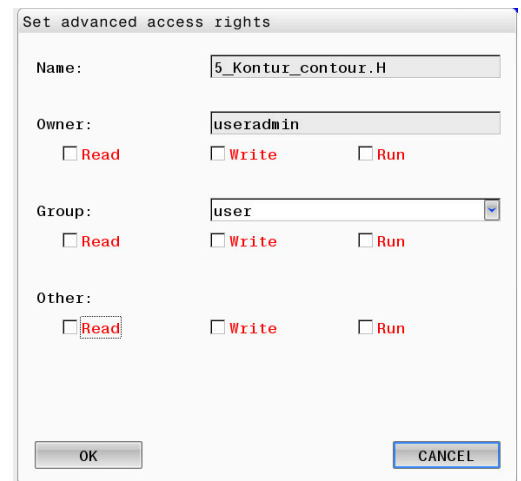 Set advanced access rights
Name: 5_Kontur_contour.H
Owner: useradmin
Read Write Run
Group: user
Read Write Run
Other:
Read Write Run
OK CANCEL